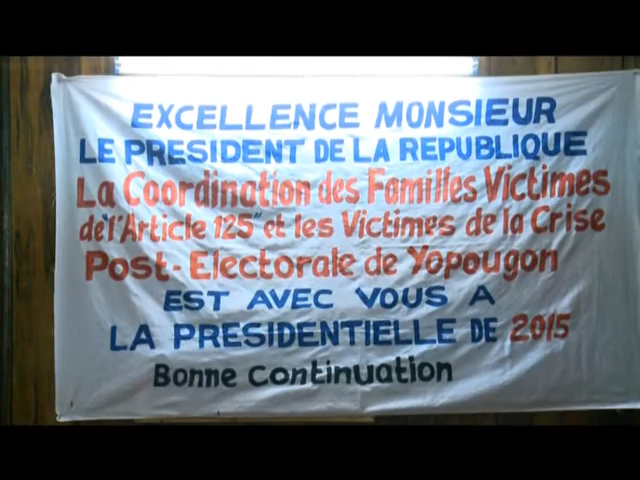 EXCELLENCE MONSIEUR
LE PRESIDENT DE LA REPUBLIQUE
La Coordination des Familles Victimes
de "l'Article 125" et les Victimes de la Crise
Post-Electorale de Yopougon
EST AVEC VOUS A
LA PRESIDENTIELLE DE 2015
Bonne Continuation